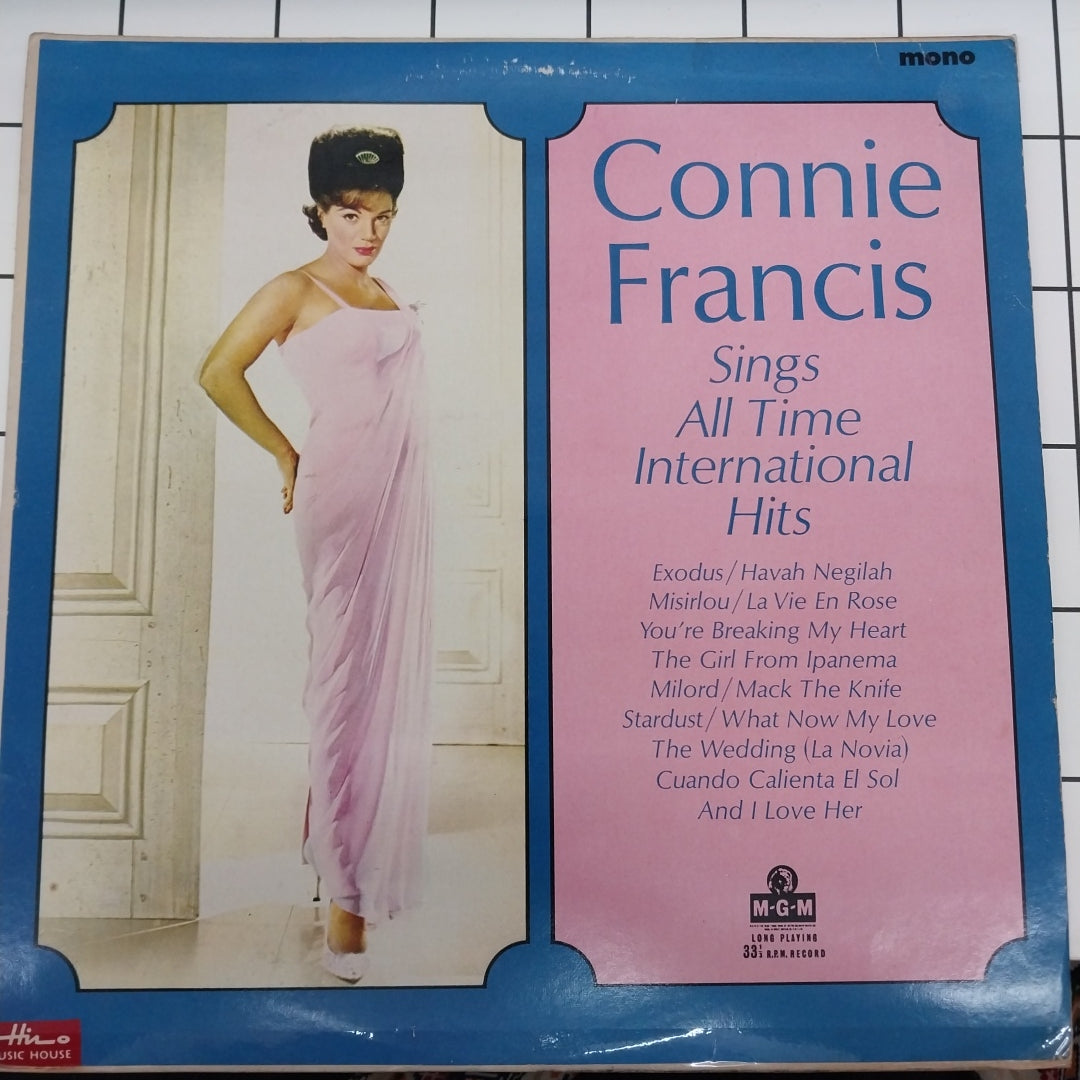 mono
Connie
Francis
Sings
All Time
International
Hits
Exodus/Havah Negilah
Misirlou/La Vie En Rose
You're Breaking My Heart
The Girl From Ipanema
Milord/Mack The Knife
Stardust/What Now My Love
The Wedding (La Novia)
Cuando Calienta El Sol
And I Love Her
M-G-M
LONG PLAYING
33⅓ R.P.M. RECORD
MUSIC HOUSE